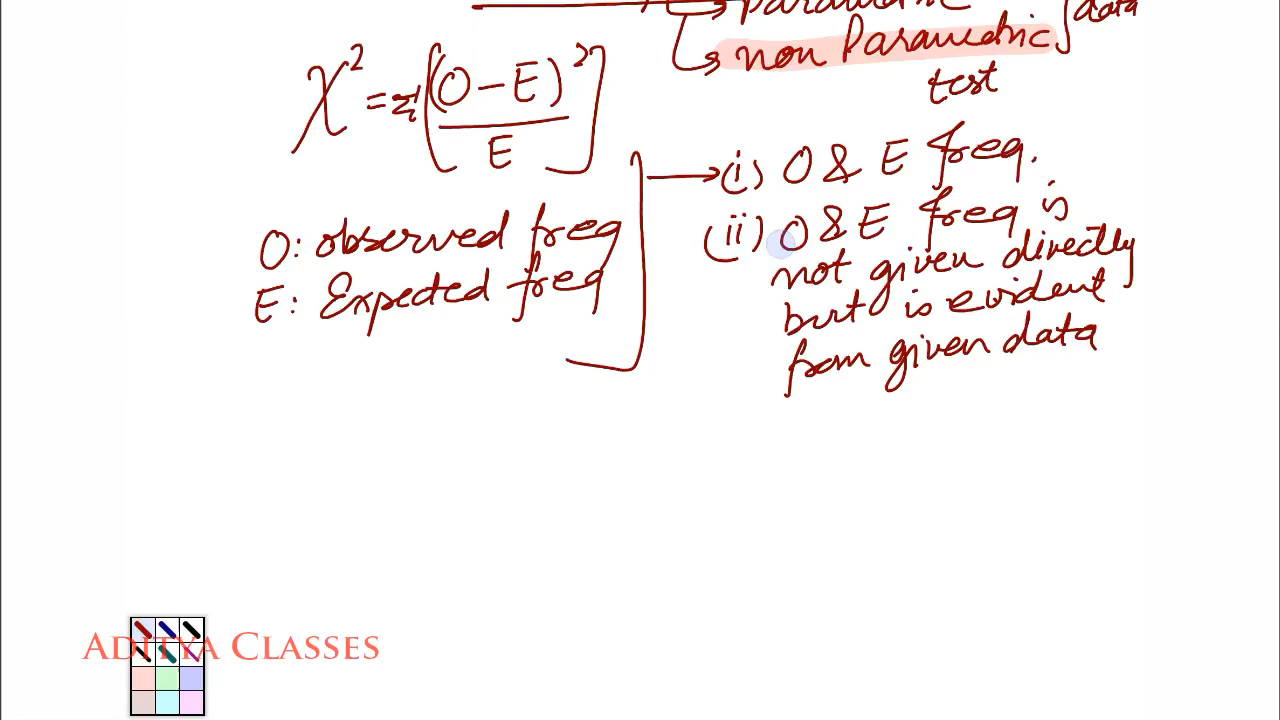 Parametric
data
non Parametric
test
χ² = Σ[(O-E)²/E]
O: observed freq
E: Expected freq
(i) O & E freq.
(ii) O & E freq is
not given directly
but is evident
from given data
ADITYA CLASSES